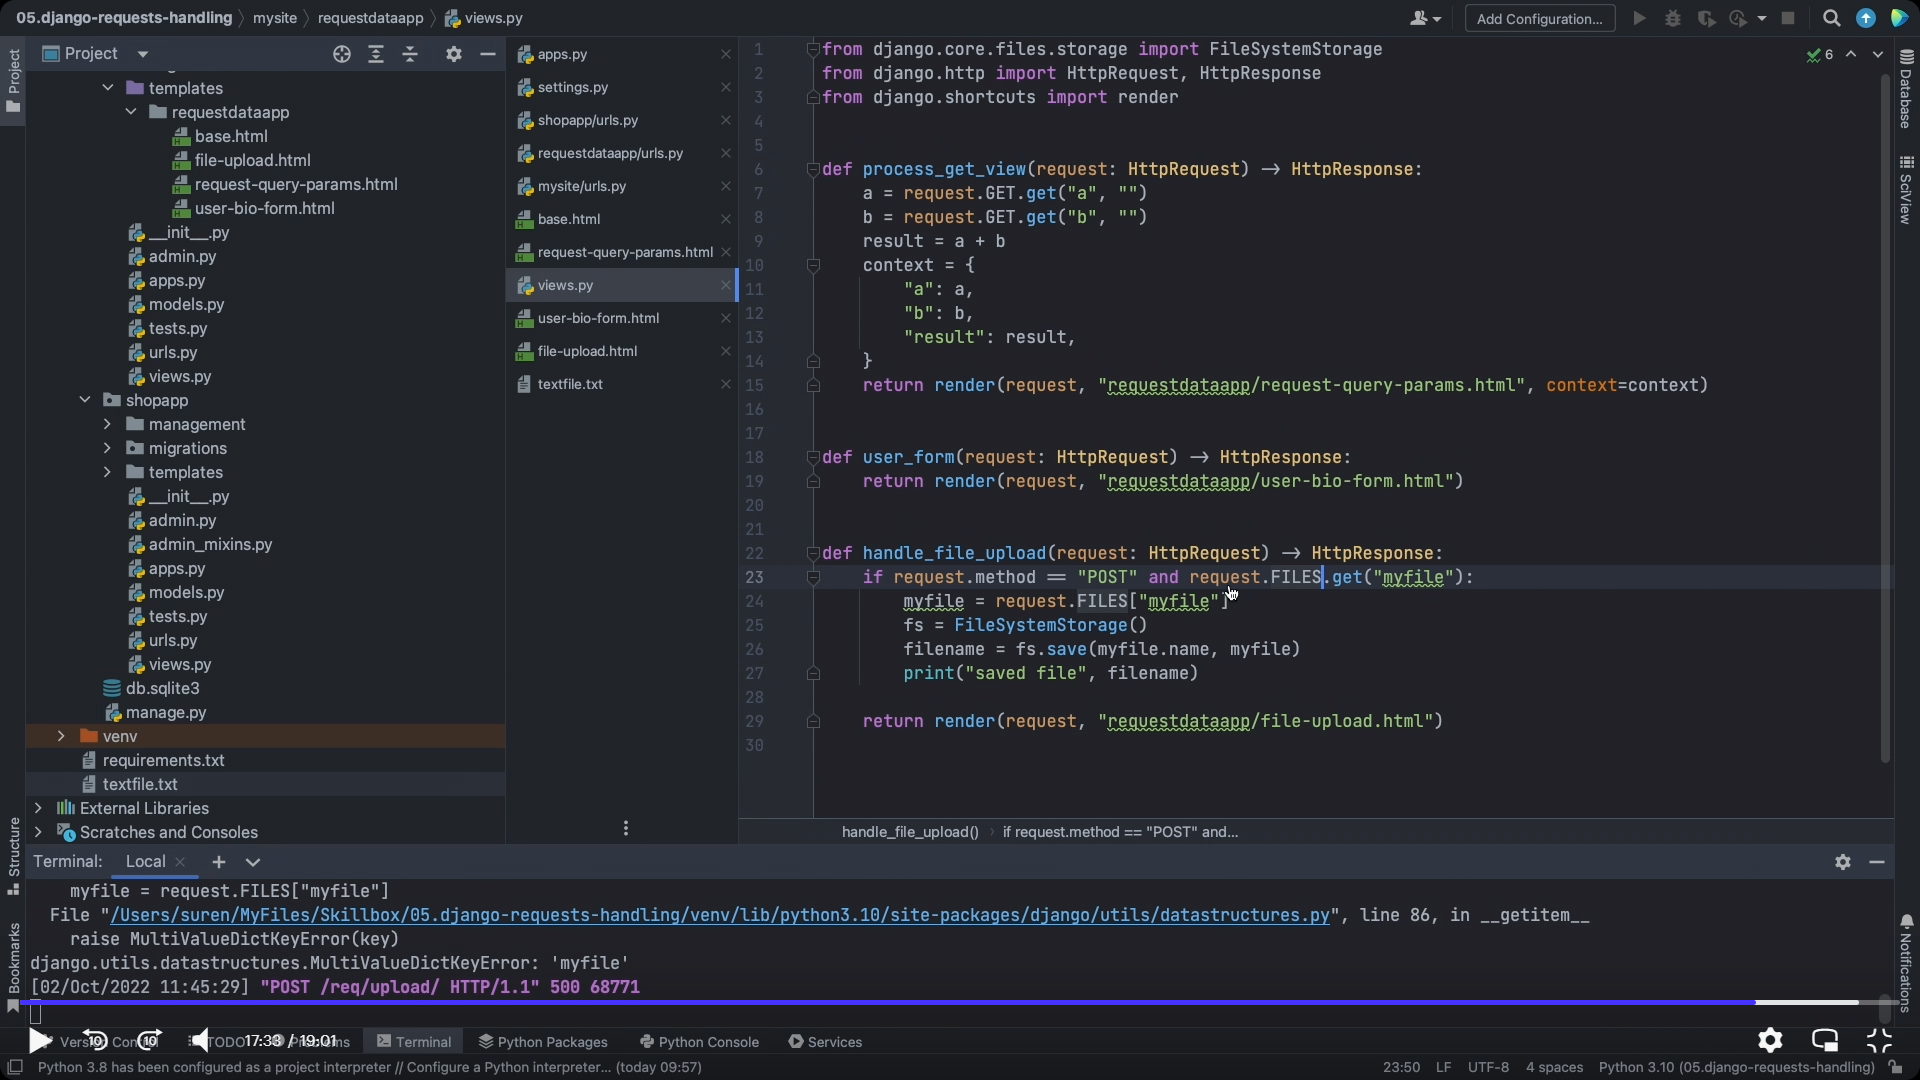 05.django-requests-handling
mysite
requestdataapp
views.py
Add Configuration...
Project
Project
templates
requestdataapp
base.html
file-upload.html
request-query-params.html
user-bio-form.html
__init__.py
admin.py
apps.py
models.py
tests.py
urls.py
views.py
shopapp
management
migrations
templates
__init__.py
admin.py
admin_mixins.py
apps.py
models.py
tests.py
urls.py
views.py
db.sqlite3
manage.py
venv
requirements.txt
textfile.txt
External Libraries
Scratches and Consoles
apps.py
settings.py
shopapp/urls.py
requestdataapp/urls.py
mysite/urls.py
base.html
request-query-params.html
views.py
user-bio-form.html
file-upload.html
textfile.txt
6
1 from django.core.files.storage import FileSystemStorage
2 from django.http import HttpRequest, HttpResponse
3 from django.shortcuts import render
4
5
6 def process_get_view(request: HttpRequest) → HttpResponse:
7 a = request.GET.get("a", "")
8 b = request.GET.get("b", "")
9 result = a + b
10 context = {
11 "a": a,
12 "b": b,
13 "result": result,
14 }
15 return render(request, "requestdataapp/request-query-params.html", context=context)
16
17
18 def user_form(request: HttpRequest) → HttpResponse:
19 return render(request, "requestdataapp/user-bio-form.html")
20
21
22 def handle_file_upload(request: HttpRequest) → HttpResponse:
23 if request.method == "POST" and request.FILES.get("myfile"):
24 myfile = request.FILES["myfile"]
25 fs = FileSystemStorage()
26 filename = fs.save(myfile.name, myfile)
27 print("saved file", filename)
28
29 return render(request, "requestdataapp/file-upload.html")
30
handle_file_upload()
if request.method == "POST" and...
Database
SciView
Notifications
Structure
Bookmarks
Terminal:
Local
myfile = request.FILES["myfile"]
File "/Users/suren/MyFiles/Skillbox/05.django-requests-handling/venv/lib/python3.10/site-packages/django/utils/datastructures.py", line 86, in __getitem__
raise MultiValueDictKeyError(key)
django.utils.datastructures.MultiValueDictKeyError: 'myfile'
[02/Oct/2022 11:45:29] "POST /req/upload/ HTTP/1.1" 500 68771
10
10
17:38 / 19:01
TODO
Terminal
Python Packages
Python Console
Services
Python 3.8 has been configured as a project interpreter // Configure a Python interpreter... (today 09:57)
23:50
LF
UTF-8
4 spaces
Python 3.10 (05.django-requests-handling)